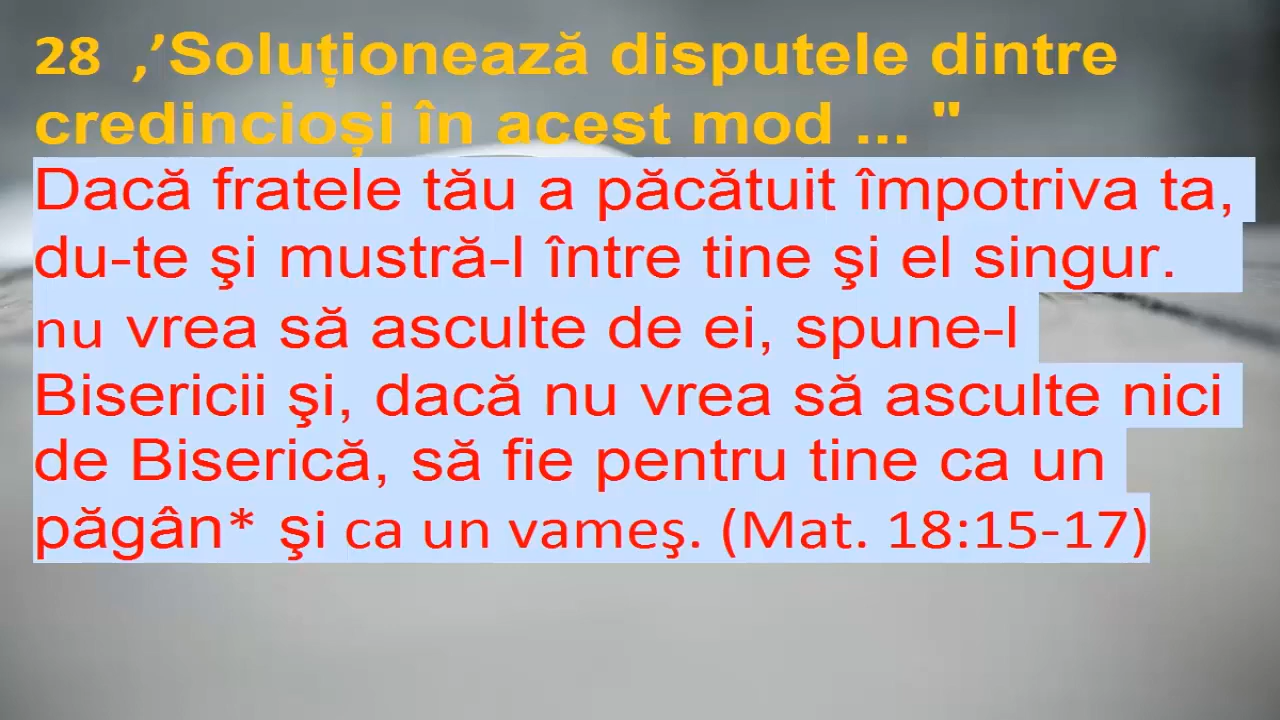 28 ,’Soluționează disputele dintre
credincioși în acest mod ... "
Dacă fratele tău a păcătuit împotriva ta,
du-te şi mustră-l între tine şi el singur.
nu vrea să asculte de ei, spune-l
Bisericii şi, dacă nu vrea să asculte nici
de Biserică, să fie pentru tine ca un
păgân* şi ca un vameş. (Mat. 18:15-17)